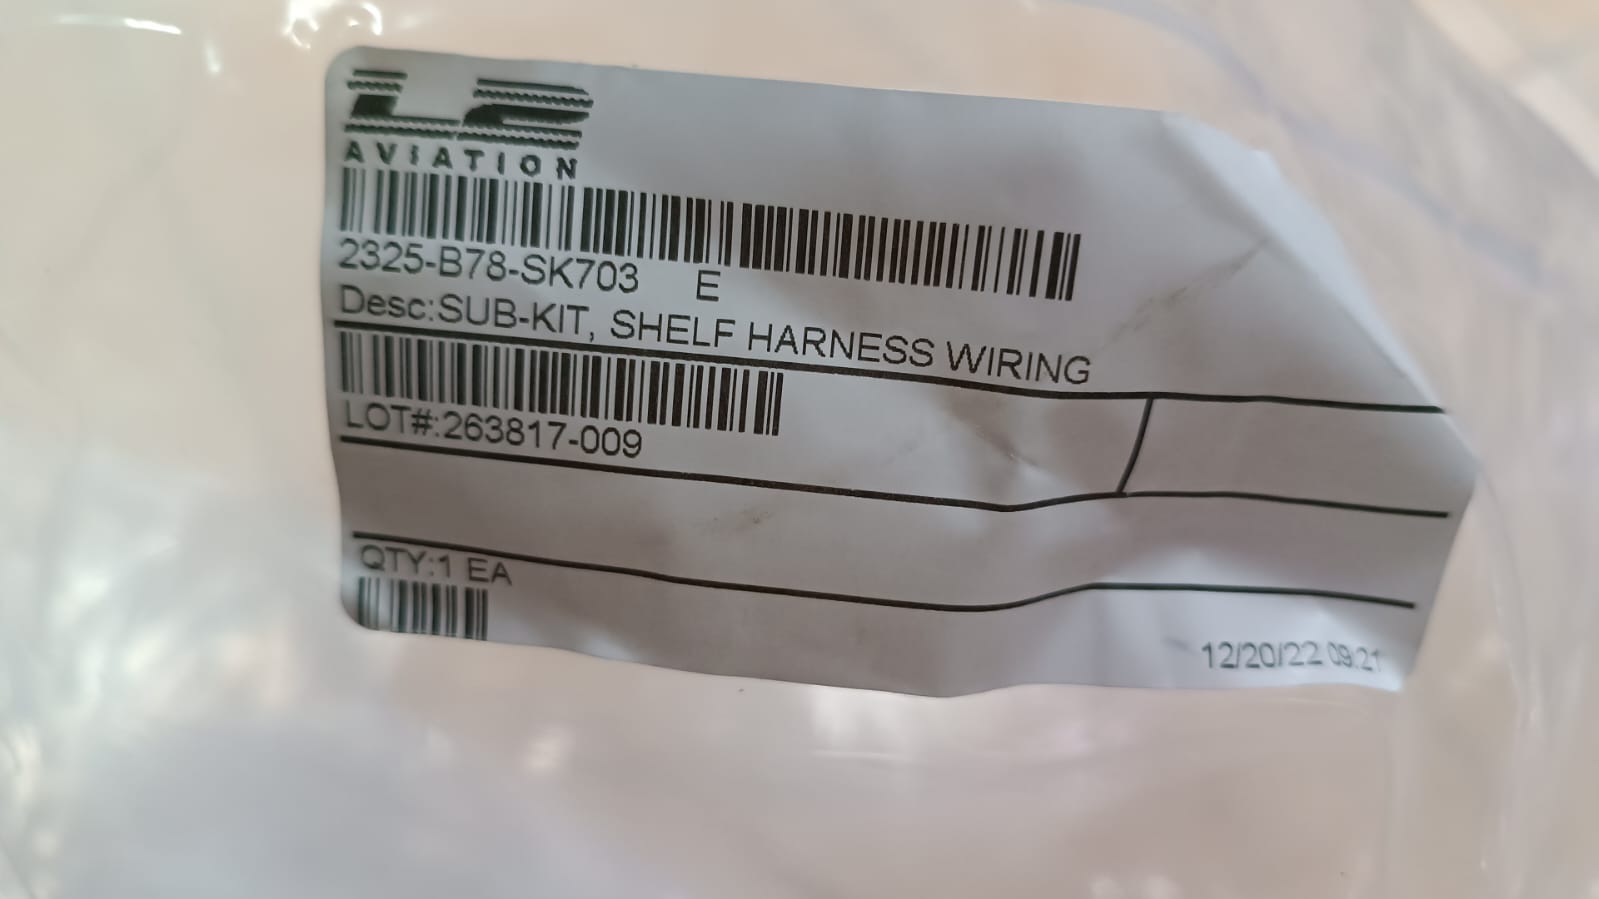 L2
AVIATION
2325-B78-SK703 E
Desc:SUB-KIT, SHELF HARNESS WIRING
LOT#:263817-009
QTY:1 EA
12/20/22 09:21